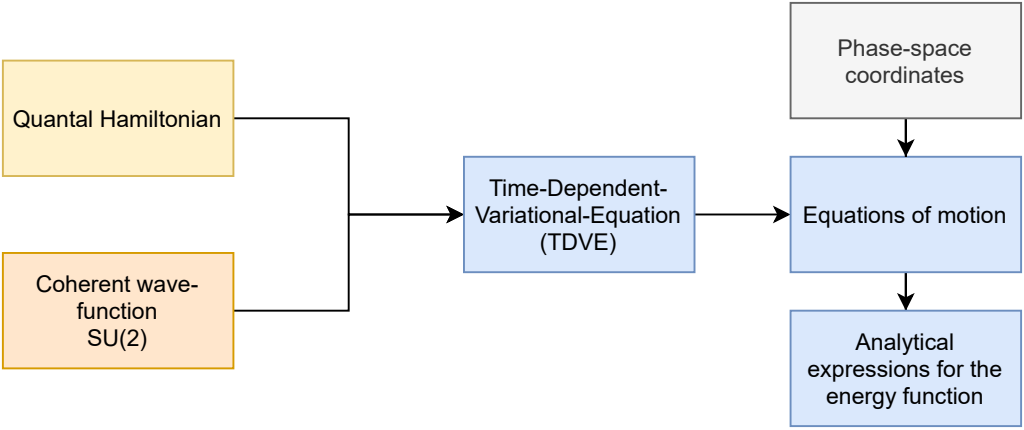 Quantal Hamiltonian
Coherent wave-
function
SU(2)
Time-Dependent-
Variational-Equation
(TDVE)
Phase-space
coordinates
Equations of motion
Analytical
expressions for the
energy function